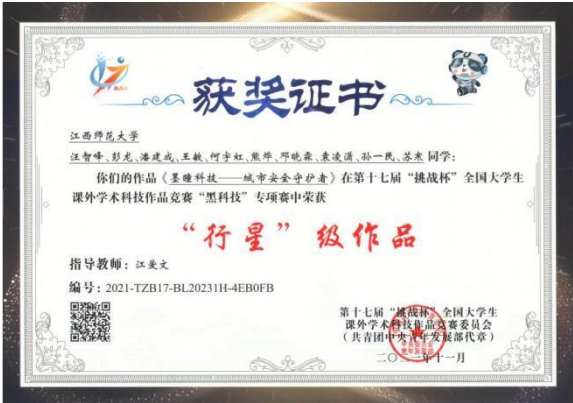 获奖证书
江西师范大学
汪智峰、彭龙、潘建成、王敏、何宇虹、熊烨、邓晓霖、袁凌潇、孙一民、苏岽 同学：
你们的作品《墨瞳科技——城市安全守护者》在第十七届“挑战杯”全国大学生
课外学术科技作品竞赛“黑科技”专项赛中荣获
“行星”级作品
指导教师：江爱文
编号：2021-TZB17-BL20231H-4EB0FB
第十七届“挑战杯”全国大学生
课外学术科技作品竞赛委员会
（共青团中央青年发展部代章）
二〇二二年十一月